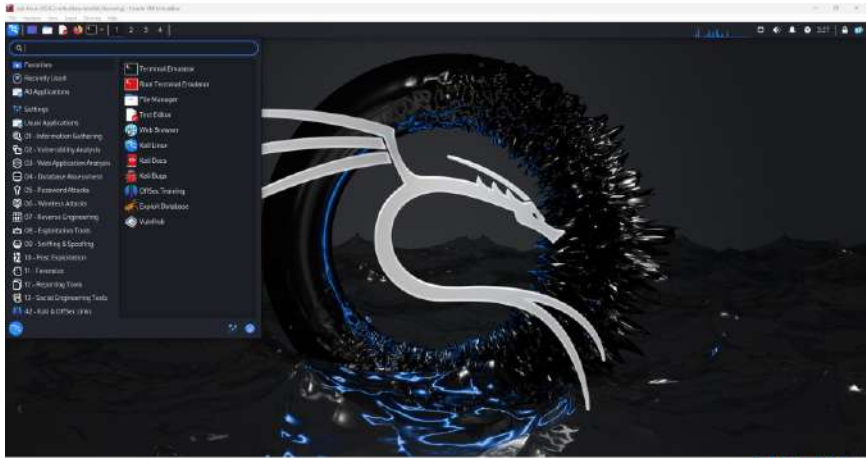 1 2 3 4
Favorites
Recently Used
All Applications
Settings
Usual Applications
01 - Information Gathering
02 - Vulnerability Analysis
03 - Web Application Analysis
04 - Database Assessment
05 - Password Attacks
06 - Wireless Attacks
07 - Reverse Engineering
08 - Exploitation Tools
09 - Sniffing & Spoofing
10 - Post Exploitation
11 - Forensics
12 - Reporting Tools
13 - Social Engineering Tools
42 - Kali & OffSec Links
Terminal Emulator
Root Terminal Emulator
File Manager
Text Editor
Web Browser
Kali Linux
Kali Docs
Kali Bugs
OffSec Training
Exploit Database
VulnHub